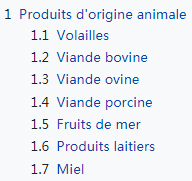 1 Produits d'origine animale
1.1 Volailles
1.2 Viande bovine
1.3 Viande ovine
1.4 Viande porcine
1.5 Fruits de mer
1.6 Produits laitiers
1.7 Miel